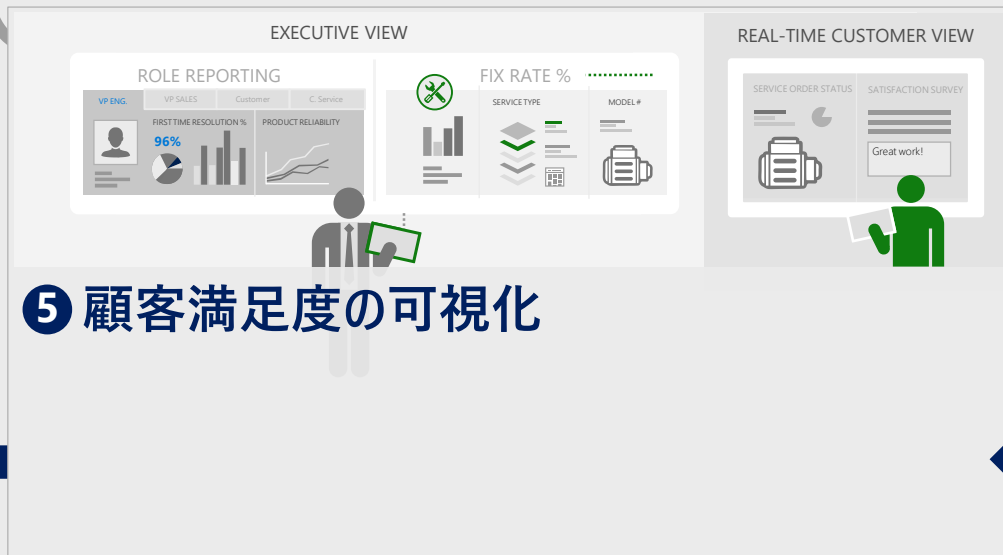 EXECUTIVE VIEW
ROLE REPORTING
VP ENG.
VP SALES
Customer
C. Service
FIRST TIME RESOLUTION %
96%
PRODUCT RELIABILITY
FIX RATE %
SERVICE TYPE
MODEL #
REAL-TIME CUSTOMER VIEW
SERVICE ORDER STATUS
SATISFACTION SURVEY
Great work!
❺ 顧客満足度の可視化